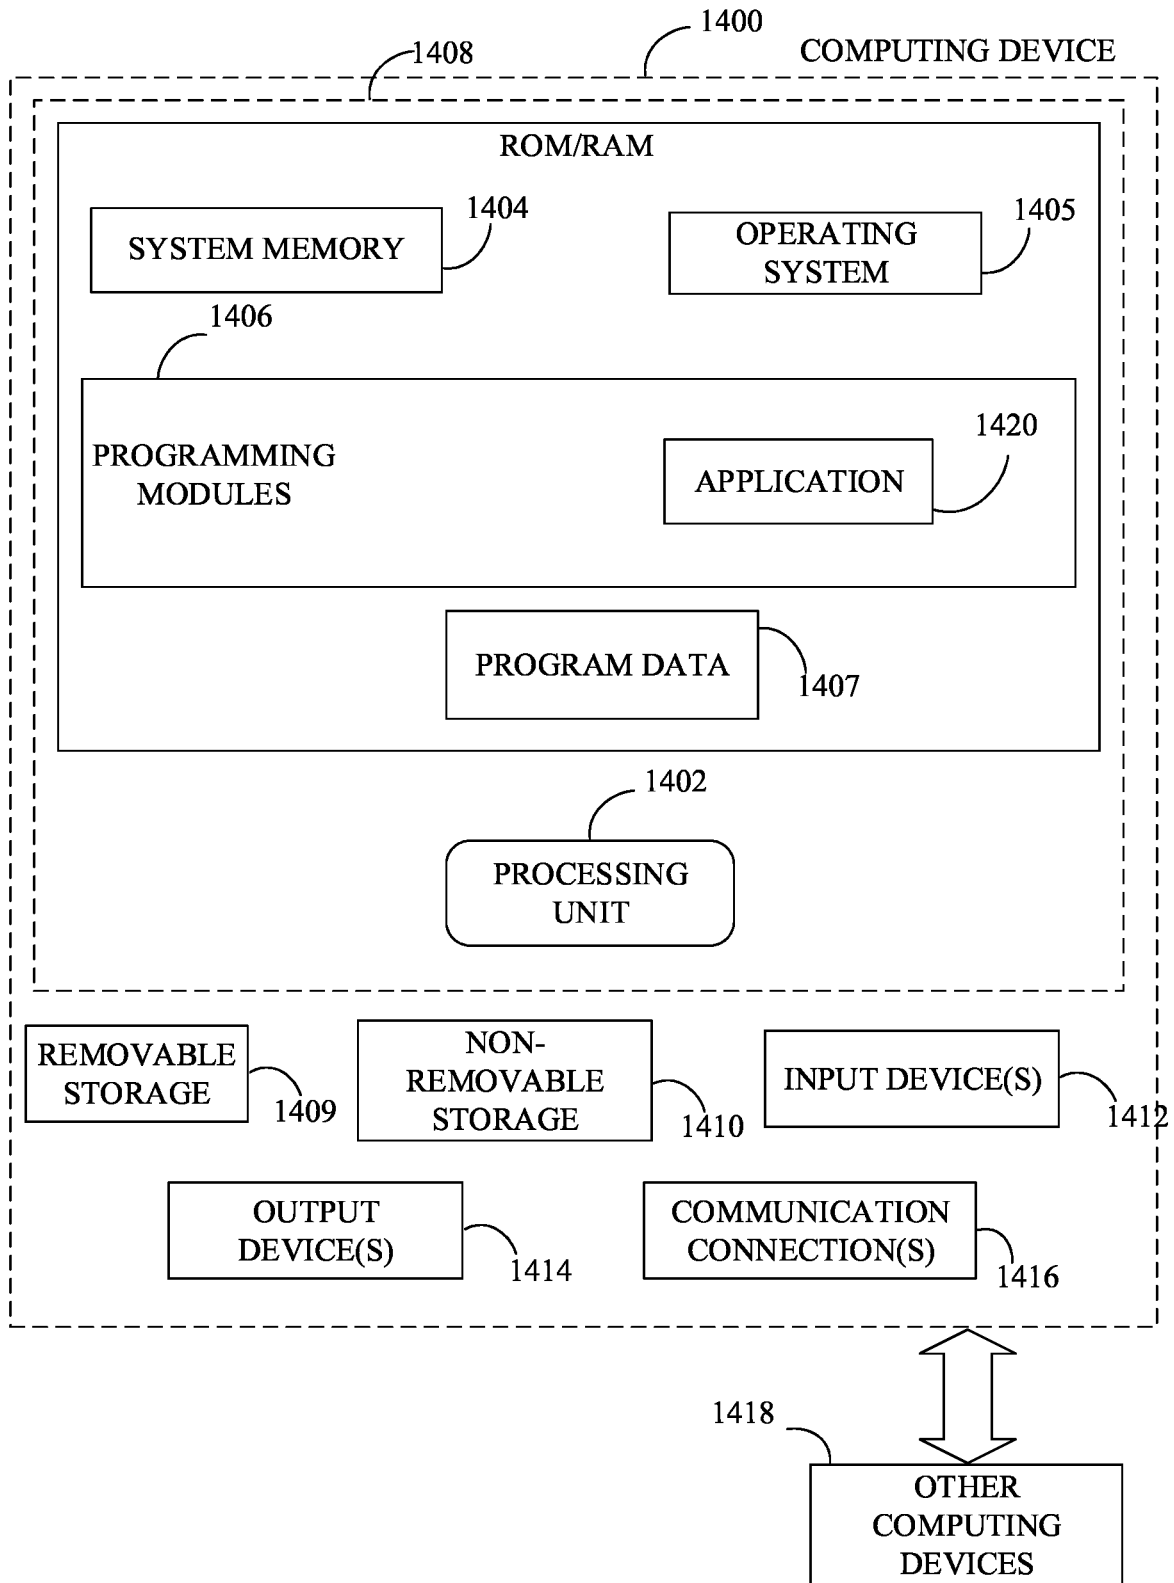 1400
1408
COMPUTING DEVICE
ROM/RAM
1404
SYSTEM MEMORY
1405
OPERATING
SYSTEM
1406
PROGRAMMING
MODULES
1420
APPLICATION
PROGRAM DATA
1407
1402
PROCESSING
UNIT
REMOVABLE
STORAGE
1409
NON-
REMOVABLE
STORAGE
1410
INPUT DEVICE(S)
1412
OUTPUT
DEVICE(S)
1414
COMMUNICATION
CONNECTION(S)
1416
1418
OTHER
COMPUTING
DEVICES